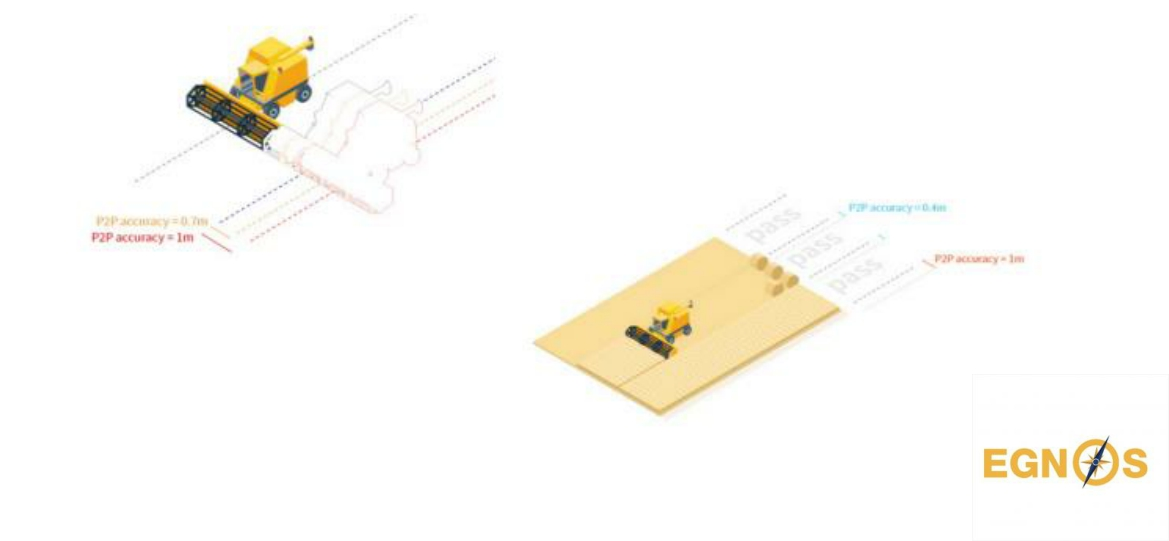 P2P accuracy = 0.7m
P2P accuracy = 1m
pass
P2P accuracy = 0.4m
pass
pass
P2P accuracy = 1m
EGNOS